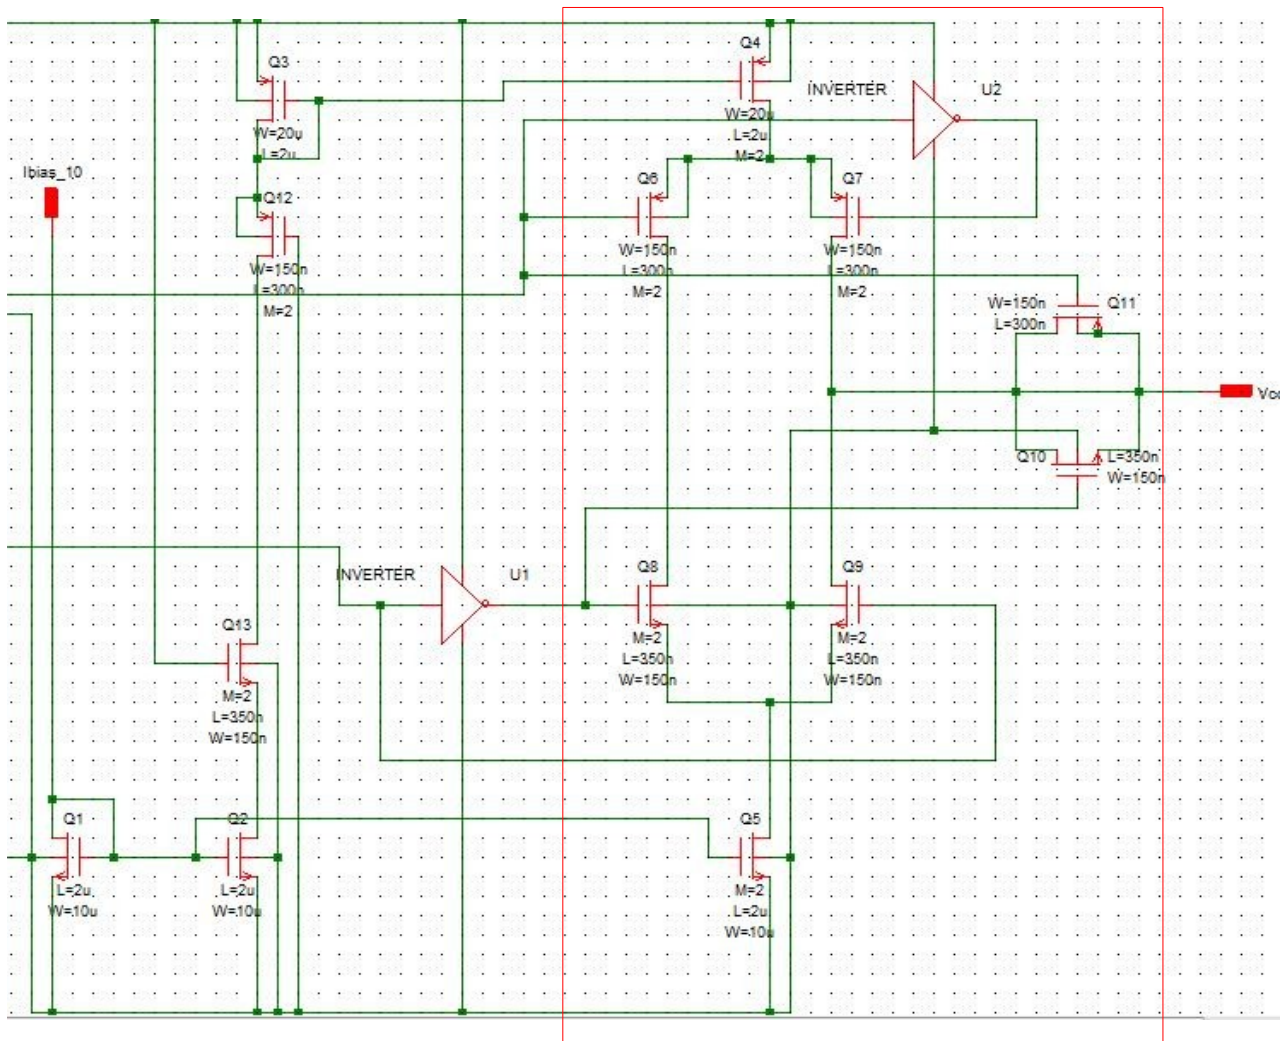 Q3
W=20u
L=2u
Ibias_10
Q12
W=150n
L=300n
M=2
Q4
W=20u
L=2u
M=2
INVERTER
U2
Q6
W=150n
L=300n
M=2
Q7
W=150n
L=300n
M=2
W=150n
L=300n
Q11
Q10
L=350n
W=150n
INVERTER
U1
Q8
M=2
L=350n
W=150n
Q9
M=2
L=350n
W=150n
Q13
M=2
L=350n
W=150n
Q1
L=2u
W=10u
Q2
L=2u
W=10u
Q5
M=2
L=2u
W=10u